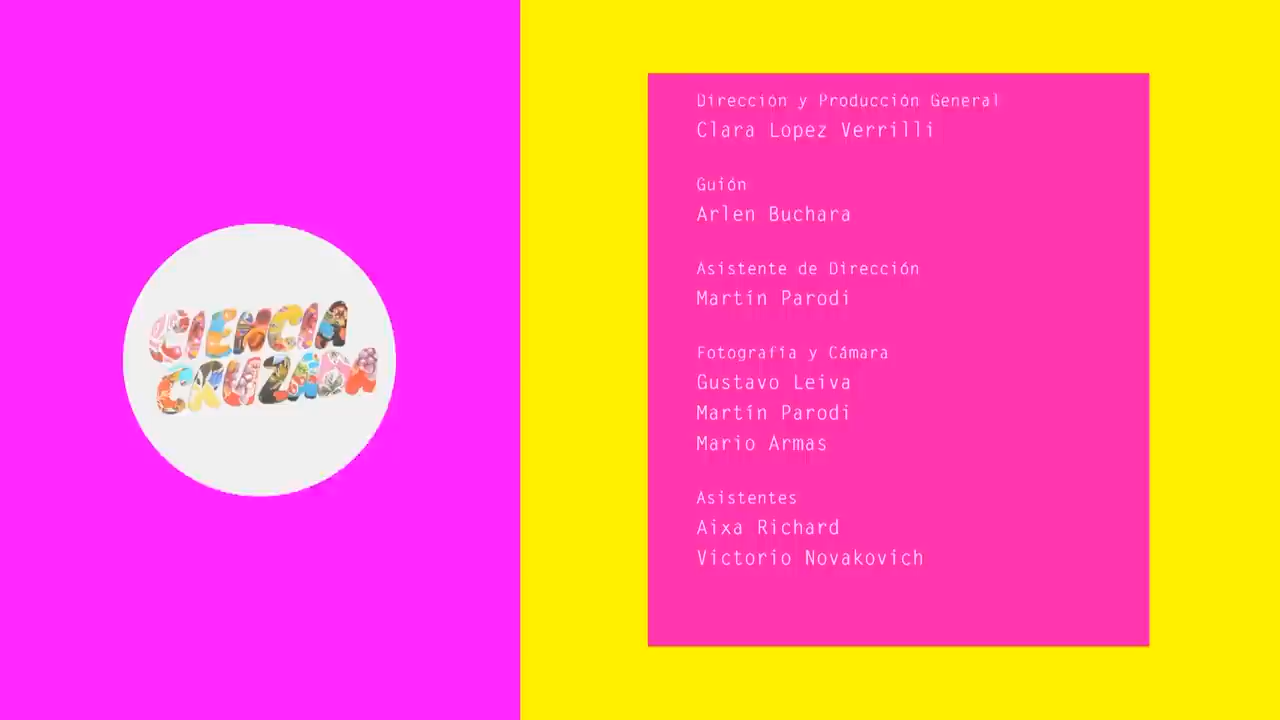 CIENCIA
CRUZADA
Dirección y Producción General
Clara Lopez Verrilli
Guión
Arlen Buchara
Asistente de Dirección
Martín Parodi
Fotografía y Cámara
Gustavo Leiva
Martín Parodi
Mario Armas
Asistentes
Aixa Richard
Victorio Novakovich